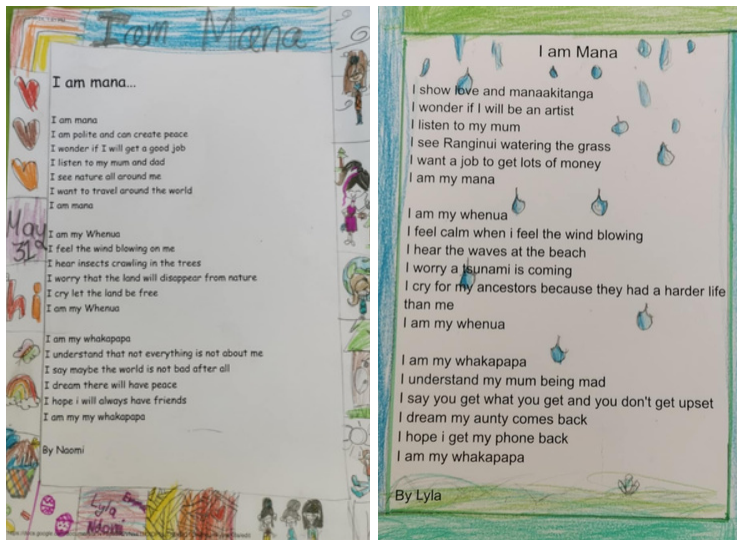 I am Mana
I am mana...
I am mana
I am polite and can create peace
I wonder if I will get a good job
I listen to my mum and dad
I see nature all around me
I want to travel around the world
I am mana
I am my Whenua
I feel the wind blowing on me
I hear insects crawling in the trees
I worry that the land will disappear from nature
I cry let the land be free
I am my Whenua
I am my whakapapa
I understand that not everything is not about me
I say maybe the world is not bad after all
I dream there will have peace
I hope i will always have friends
I am my my whakapapa
By Naomi
May
31
hi
Lyla
Emma
Naomi
I am Mana
I show love and manaakitanga
I wonder if I will be an artist
I listen to my mum
I see Ranginui watering the grass
I want a job to get lots of money
I am my mana
I am my whenua
I feel calm when i feel the wind blowing
I hear the waves at the beach
I worry a tsunami is coming
I cry for my ancestors because they had a harder life
than me
I am my whenua
I am my whakapapa
I understand my mum being mad
I say you get what you get and you don't get upset
I dream my aunty comes back
I hope i get my phone back
I am my whakapapa
By Lyla